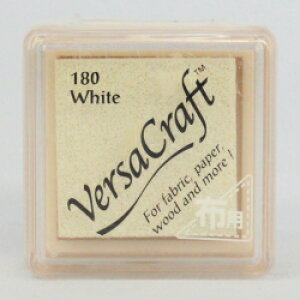 180
White
VersaCraft™
For fabric, paper,
wood and more !
布用